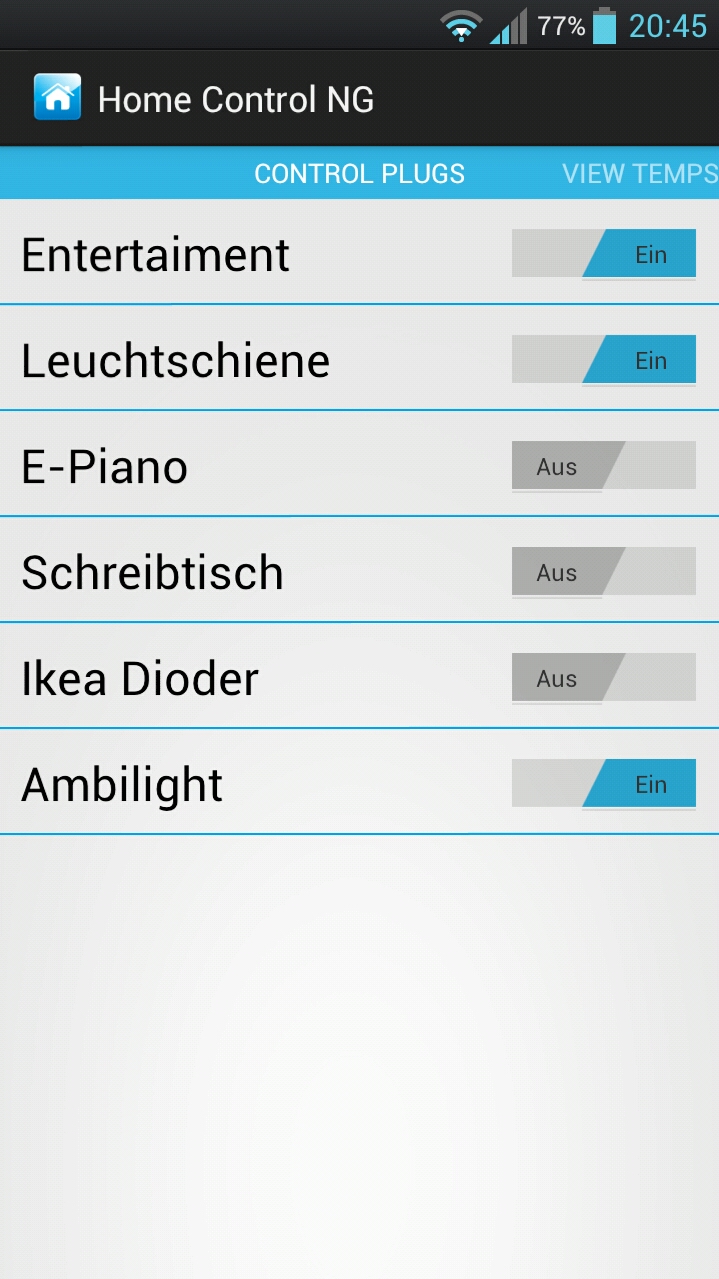 77% 20:45
Home Control NG
CONTROL PLUGS VIEW TEMPS
Entertaiment Ein
Leuchtschiene Ein
E-Piano Aus
Schreibtisch Aus
Ikea Dioder Aus
Ambilight Ein